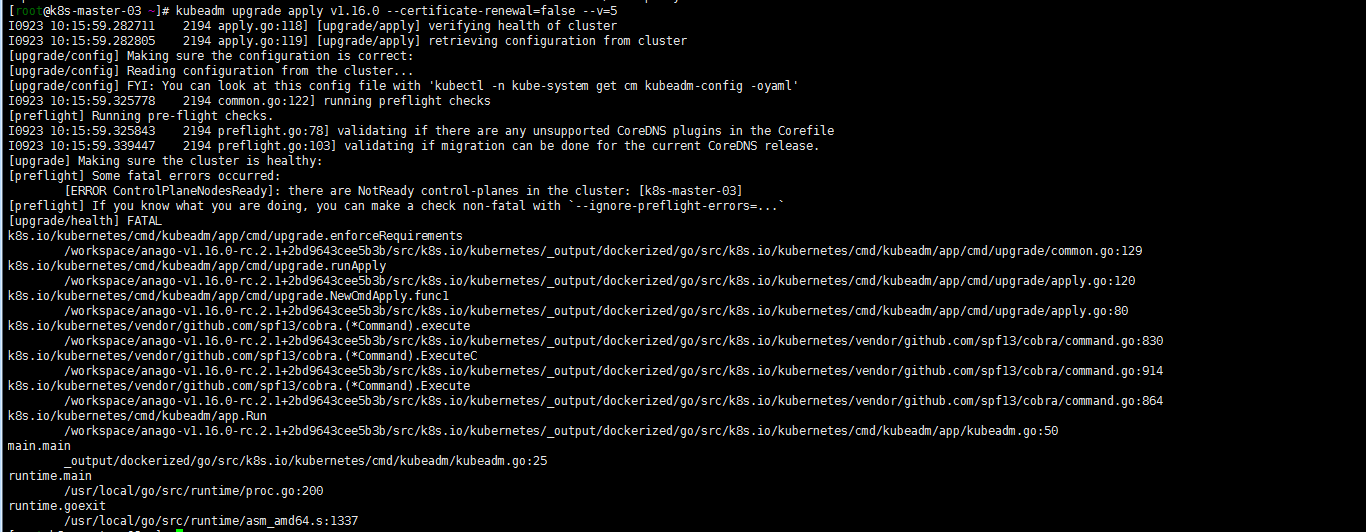 [root@k8s-master-03 ~]# kubeadm upgrade apply v1.16.0 --certificate-renewal=false --v=5
I0923 10:15:59.282711    2194 apply.go:118] [upgrade/apply] verifying health of cluster
I0923 10:15:59.282805    2194 apply.go:119] [upgrade/apply] retrieving configuration from cluster
[upgrade/config] Making sure the configuration is correct:
[upgrade/config] Reading configuration from the cluster...
[upgrade/config] FYI: You can look at this config file with 'kubectl -n kube-system get cm kubeadm-config -oyaml'
I0923 10:15:59.325778    2194 common.go:122] running preflight checks
[preflight] Running pre-flight checks.
I0923 10:15:59.325843    2194 preflight.go:78] validating if there are any unsupported CoreDNS plugins in the Corefile
I0923 10:15:59.339447    2194 preflight.go:103] validating if migration can be done for the current CoreDNS release.
[upgrade] Making sure the cluster is healthy:
[preflight] Some fatal errors occurred:
        [ERROR ControlPlaneNodesReady]: there are NotReady control-planes in the cluster: [k8s-master-03]
[preflight] If you know what you are doing, you can make a check non-fatal with `--ignore-preflight-errors=...`
[upgrade/health] FATAL
k8s.io/kubernetes/cmd/kubeadm/app/cmd/upgrade.enforceRequirements
        /workspace/anago-v1.16.0-rc.2.1+2bd9643cee5b3b/src/k8s.io/kubernetes/_output/dockerized/go/src/k8s.io/kubernetes/cmd/kubeadm/app/cmd/upgrade/common.go:129
k8s.io/kubernetes/cmd/kubeadm/app/cmd/upgrade.runApply
        /workspace/anago-v1.16.0-rc.2.1+2bd9643cee5b3b/src/k8s.io/kubernetes/_output/dockerized/go/src/k8s.io/kubernetes/cmd/kubeadm/app/cmd/upgrade/apply.go:120
k8s.io/kubernetes/cmd/kubeadm/app/cmd/upgrade.NewCmdApply.func1
        /workspace/anago-v1.16.0-rc.2.1+2bd9643cee5b3b/src/k8s.io/kubernetes/_output/dockerized/go/src/k8s.io/kubernetes/cmd/kubeadm/app/cmd/upgrade/apply.go:80
k8s.io/kubernetes/vendor/github.com/spf13/cobra.(*Command).execute
        /workspace/anago-v1.16.0-rc.2.1+2bd9643cee5b3b/src/k8s.io/kubernetes/_output/dockerized/go/src/k8s.io/kubernetes/vendor/github.com/spf13/cobra/command.go:830
k8s.io/kubernetes/vendor/github.com/spf13/cobra.(*Command).ExecuteC
        /workspace/anago-v1.16.0-rc.2.1+2bd9643cee5b3b/src/k8s.io/kubernetes/_output/dockerized/go/src/k8s.io/kubernetes/vendor/github.com/spf13/cobra/command.go:914
k8s.io/kubernetes/vendor/github.com/spf13/cobra.(*Command).Execute
        /workspace/anago-v1.16.0-rc.2.1+2bd9643cee5b3b/src/k8s.io/kubernetes/_output/dockerized/go/src/k8s.io/kubernetes/vendor/github.com/spf13/cobra/command.go:864
k8s.io/kubernetes/cmd/kubeadm/app.Run
        /workspace/anago-v1.16.0-rc.2.1+2bd9643cee5b3b/src/k8s.io/kubernetes/_output/dockerized/go/src/k8s.io/kubernetes/cmd/kubeadm/app/kubeadm.go:50
main.main
        _output/dockerized/go/src/k8s.io/kubernetes/cmd/kubeadm/kubeadm.go:25
runtime.main
        /usr/local/go/src/runtime/proc.go:200
runtime.goexit
        /usr/local/go/src/runtime/asm_amd64.s:1337